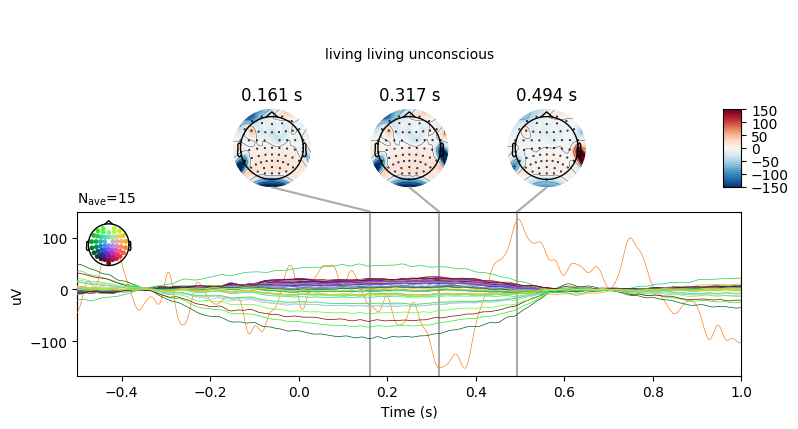 living living unconscious
0.161 s 0.317 s 0.494 s
150
100
50
0
−50
−100
−150
Nave=15
100
0
−100
uV
−0.4 −0.2 0.0 0.2 0.4 0.6 0.8 1.0
Time (s)